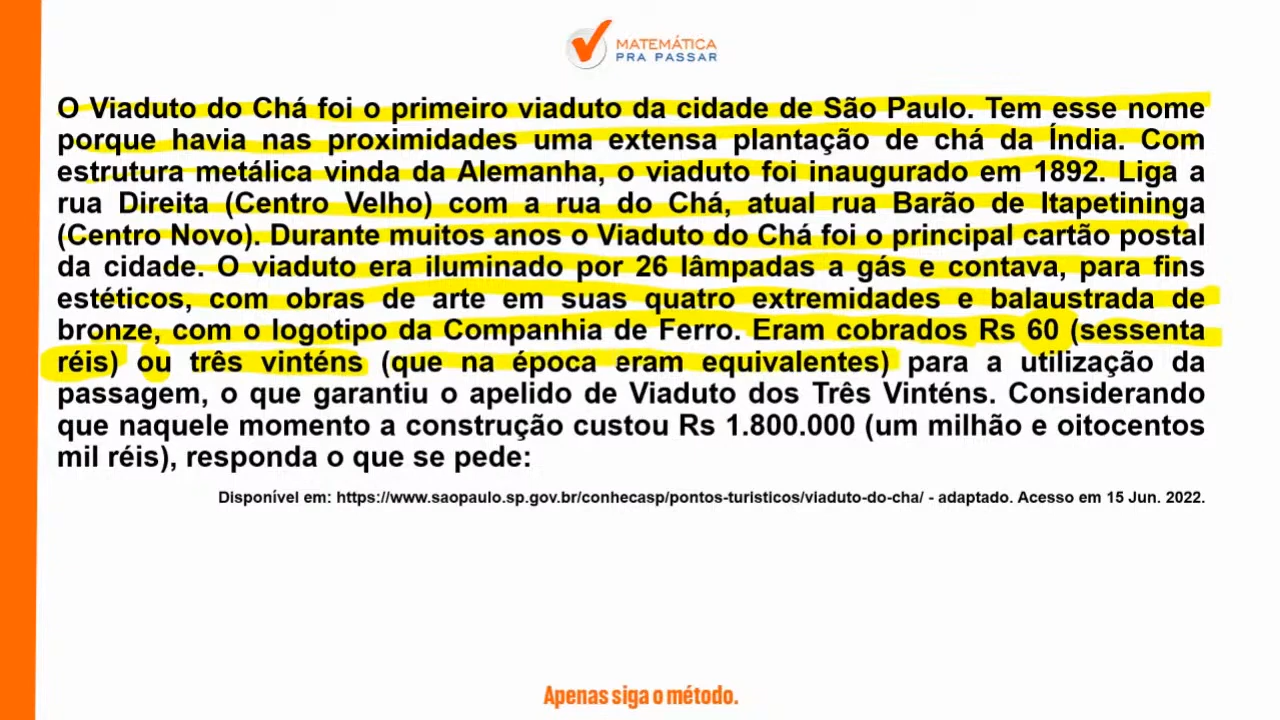 MATEMÁTICA
PRA PASSAR
O Viaduto do Chá foi o primeiro viaduto da cidade de São Paulo. Tem esse nome
porque havia nas proximidades uma extensa plantação de chá da Índia. Com
estrutura metálica vinda da Alemanha, o viaduto foi inaugurado em 1892. Liga a
rua Direita (Centro Velho) com a rua do Chá, atual rua Barão de Itapetininga
(Centro Novo). Durante muitos anos o Viaduto do Chá foi o principal cartão postal
da cidade. O viaduto era iluminado por 26 lâmpadas a gás e contava, para fins
estéticos, com obras de arte em suas quatro extremidades e balaustrada de
bronze, com o logotipo da Companhia de Ferro. Eram cobrados Rs 60 (sessenta
réis) ou três vinténs (que na época eram equivalentes) para a utilização da
passagem, o que garantiu o apelido de Viaduto dos Três Vinténs. Considerando
que naquele momento a construção custou Rs 1.800.000 (um milhão e oitocentos
mil réis), responda o que se pede:
Disponível em: https://www.saopaulo.sp.gov.br/conhecasp/pontos-turisticos/viaduto-do-cha/ - adaptado. Acesso em 15 Jun. 2022.
Apenas siga o método.